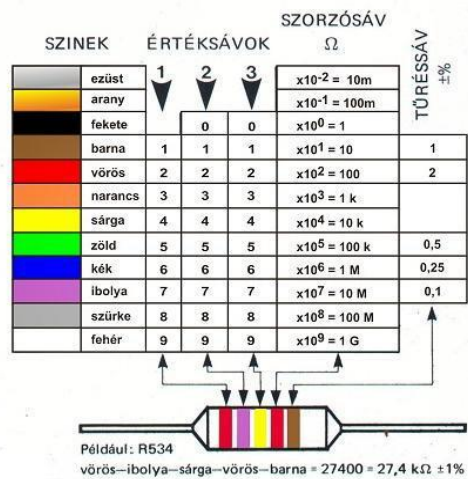 SZORZÓSÁV
SZINEK ÉRTÉKSÁVOK Ω
TŰRÉSSÁV ±%
1 2 3
ezüst x10-2 = 10m
arany x10-1 = 100m
fekete 0 0 x100 = 1
barna 1 1 1 x101 = 10 1
vörös 2 2 2 x102 = 100 2
narancs 3 3 3 x103 = 1 k
sárga 4 4 4 x104 = 10 k
zöld 5 5 5 x105 = 100 k 0,5
kék 6 6 6 x106 = 1 M 0,25
ibolya 7 7 7 x107 = 10 M 0,1
szürke 8 8 8 x108 = 100 M
fehér 9 9 9 x109 = 1 G
Például: R534
vörös–ibolya–sárga–vörös–barna = 27400 = 27,4 kΩ ±1%